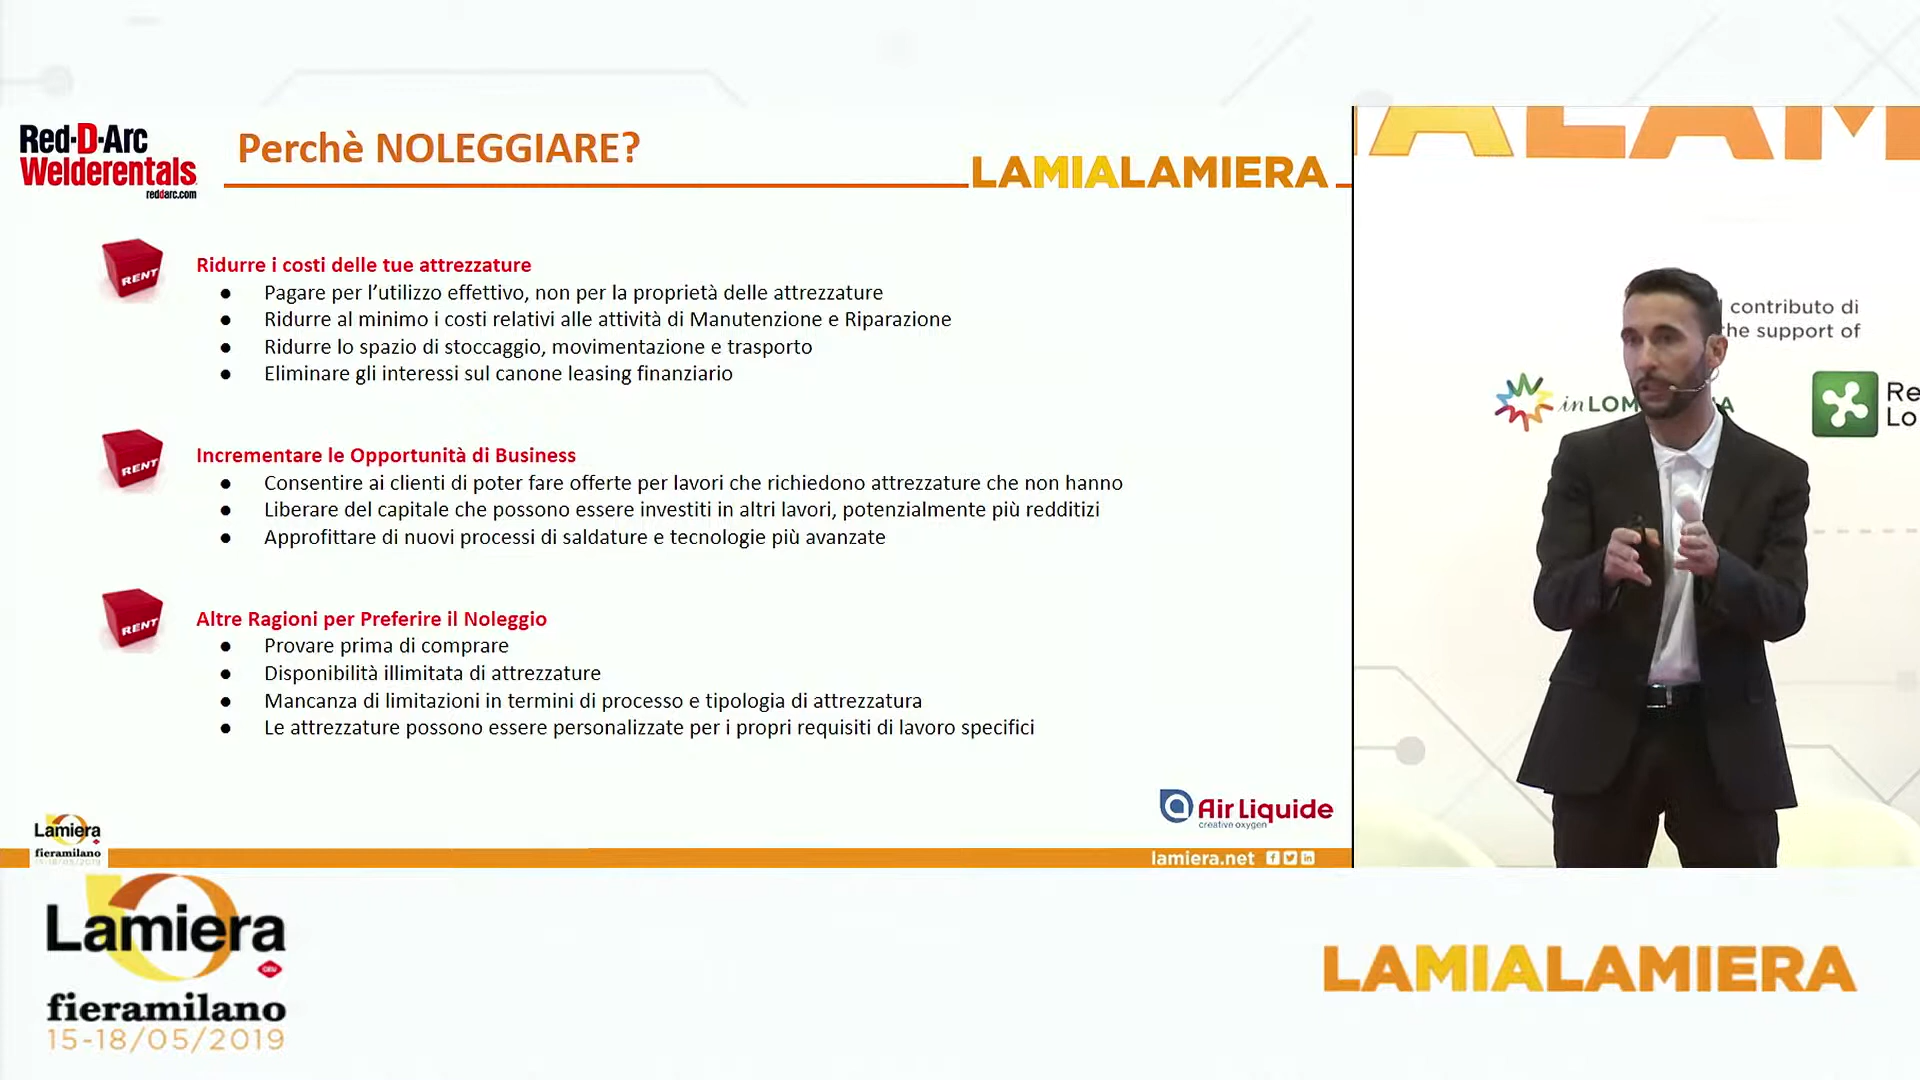 Red-D-Arc
Welderentals
reddarc.com
Perchè NOLEGGIARE?
LAMIALAMIERA
RENT
Ridurre i costi delle tue attrezzature
● Pagare per l’utilizzo effettivo, non per la proprietà delle attrezzature
● Ridurre al minimo i costi relativi alle attività di Manutenzione e Riparazione
● Ridurre lo spazio di stoccaggio, movimentazione e trasporto
● Eliminare gli interessi sul canone leasing finanziario
RENT
Incrementare le Opportunità di Business
● Consentire ai clienti di poter fare offerte per lavori che richiedono attrezzature che non hanno
● Liberare del capitale che possono essere investiti in altri lavori, potenzialmente più redditizi
● Approfittare di nuovi processi di saldature e tecnologie più avanzate
RENT
Altre Ragioni per Preferire il Noleggio
● Provare prima di comprare
● Disponibilità illimitata di attrezzature
● Mancanza di limitazioni in termini di processo e tipologia di attrezzatura
● Le attrezzature possono essere personalizzate per i propri requisiti di lavoro specifici
Air Liquide
creative oxygen
Lamiera
fieramilano
15-18/05/2019
lamiera.net
ALAM
contributo di
the support of
inLOM A
Re
Lo
Lamiera
CEU
fieramilano
15-18/05/2019
LAMIALAMIERA